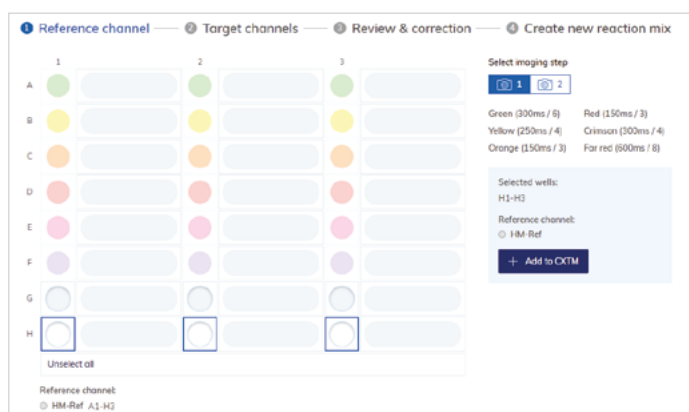 1 Reference channel 2 Target channels 3 Review & correction 4 Create new reaction mix
1 2 3
A
B
C
D
E
F
G
H
Unselect all
Reference channel:
HM-Ref A1-H3
Select imaging step
1 2
Green (300ms / 6) Red (150ms / 3)
Yellow (250ms / 4) Crimson (300ms / 4)
Orange (150ms / 3) Far red (600ms / 8)
Selected wells:
H1-H3
Reference channel:
HM-Ref
+ Add to CXTM